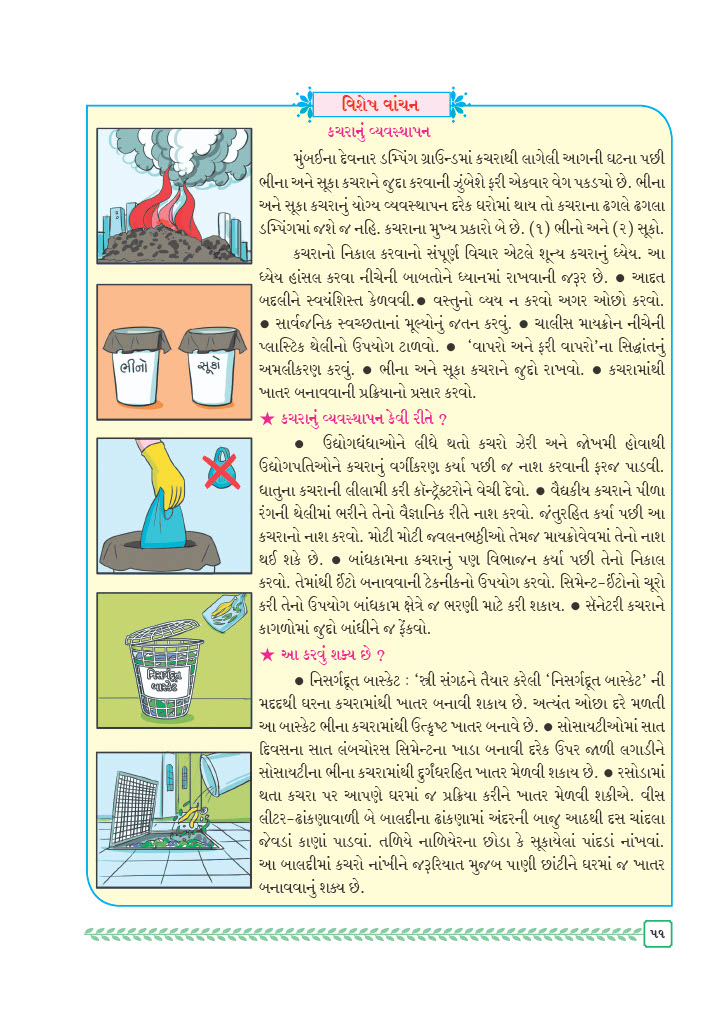 વિશેષ વાંચન
કચરાનું વ્યવસ્થાપન
મુંબઈના દેવનાર ડમ્પિંગ ગ્રાઉન્ડમાં કચરાથી લાગેલી આગની ઘટના પછી
ભીના અને સૂકા કચરાને જુદા કરવાની ઝુંબેશે ફરી એકવાર વેગ પકડ્યો છે. ભીના
અને સૂકા કચરાનું યોગ્ય વ્યવસ્થાપન દરેક ઘરોમાં થાય તો કચરાના ઢગલે ઢગલા
ડમ્પિંગમાં જશે જ નહિ. કચરાના મુખ્ય પ્રકારો બે છે. (૧) ભીનો અને (૨) સૂકો.
કચરાનો નિકાલ કરવાનો સંપૂર્ણ વિચાર એટલે શૂન્ય કચરાનું ધ્યેય. આ
ધ્યેય હાંસલ કરવા નીચેની બાબતોને ધ્યાનમાં રાખવાની જરૂર છે. ● આદત
બદલીને સ્વયંશિસ્ત કેળવવી.● વસ્તુનો વ્યય ન કરવો અગર ઓછો કરવો.
● સાર્વજનિક સ્વચ્છતાનાં મૂલ્યોનું જતન કરવું. ● ચાલીસ માયક્રોન નીચેની
પ્લાસ્ટિક થેલીનો ઉપયોગ ટાળવો. ● ‘વાપરો અને ફરી વાપરો’ના સિદ્ધાંતનું
અમલીકરણ કરવું. ● ભીના અને સૂકા કચરાને જુદો રાખવો. ● કચરામાંથી
ખાતર બનાવવાની પ્રક્રિયાનો પ્રસાર કરવો.
ભીનો
સૂકો
★ કચરાનું વ્યવસ્થાપન કેવી રીતે ?
● ઉદ્યોગધંધાઓને લીધે થતો કચરો ઝેરી અને જોખમી હોવાથી
ઉદ્યોગપતિઓને કચરાનું વર્ગીકરણ કર્યા પછી જ નાશ કરવાની ફરજ પાડવી.
ધાતુના કચરાની લીલામી કરી કૉન્ટ્રૅક્ટરોને વેચી દેવો. ● વૈદ્યકીય કચરાને પીળા
રંગની થેલીમાં ભરીને તેનો વૈજ્ઞાનિક રીતે નાશ કરવો. જંતુરહિત કર્યા પછી આ
કચરાનો નાશ કરવો. મોટી મોટી જ્વલનભઠ્ઠીઓ તેમજ માયક્રોવેવમાં તેનો નાશ
થઈ શકે છે. ● બાંધકામના કચરાનું પણ વિભાજન કર્યા પછી તેનો નિકાલ
કરવો. તેમાંથી ઈંટો બનાવવાની ટેકનીકનો ઉપયોગ કરવો. સિમેન્ટ-ઈંટોનો ચૂરો
કરી તેનો ઉપયોગ બાંધકામ ક્ષેત્રે જ ભરણી માટે કરી શકાય. ● સૅનેટરી કચરાને
કાગળોમાં જુદો બાંધીને જ ફેંકવો.
★ આ કરવું શક્ય છે ?
● નિસર્ગદૂત બાસ્કેટ : ‘સ્ત્રી સંગઠને તૈયાર કરેલી ‘નિસર્ગદૂત બાસ્કેટ’ ની
મદદથી ઘરના કચરામાંથી ખાતર બનાવી શકાય છે. અત્યંત ઓછા દરે મળતી
આ બાસ્કેટ ભીના કચરામાંથી ઉત્કૃષ્ટ ખાતર બનાવે છે. ● સોસાયટીઓમાં સાત
દિવસના સાત લંબચોરસ સિમેન્ટના ખાડા બનાવી દરેક ઉપર જાળી લગાડીને
સોસાયટીના ભીના કચરામાંથી દુર્ગંધરહિત ખાતર મેળવી શકાય છે. ● રસોડામાં
થતા કચરા પર આપણે ઘરમાં જ પ્રક્રિયા કરીને ખાતર મેળવી શકીએ. વીસ
લીટર-ઢાંકણાવાળી બે બાલદીના ઢાંકણામાં અંદરની બાજુ આઠથી દસ ચાંદલા
જેવડાં કાણાં પાડવાં. તળિયે નાળિયેરના છોડા કે સૂકાયેલાં પાંદડાં નાંખવાં.
આ બાલદીમાં કચરો નાંખીને જરૂરિયાત મુજબ પાણી છાંટીને ઘરમાં જ ખાતર
બનાવવાનું શક્ય છે.
નિસર્ગદૂત
બાસ્કેટ
૫૧